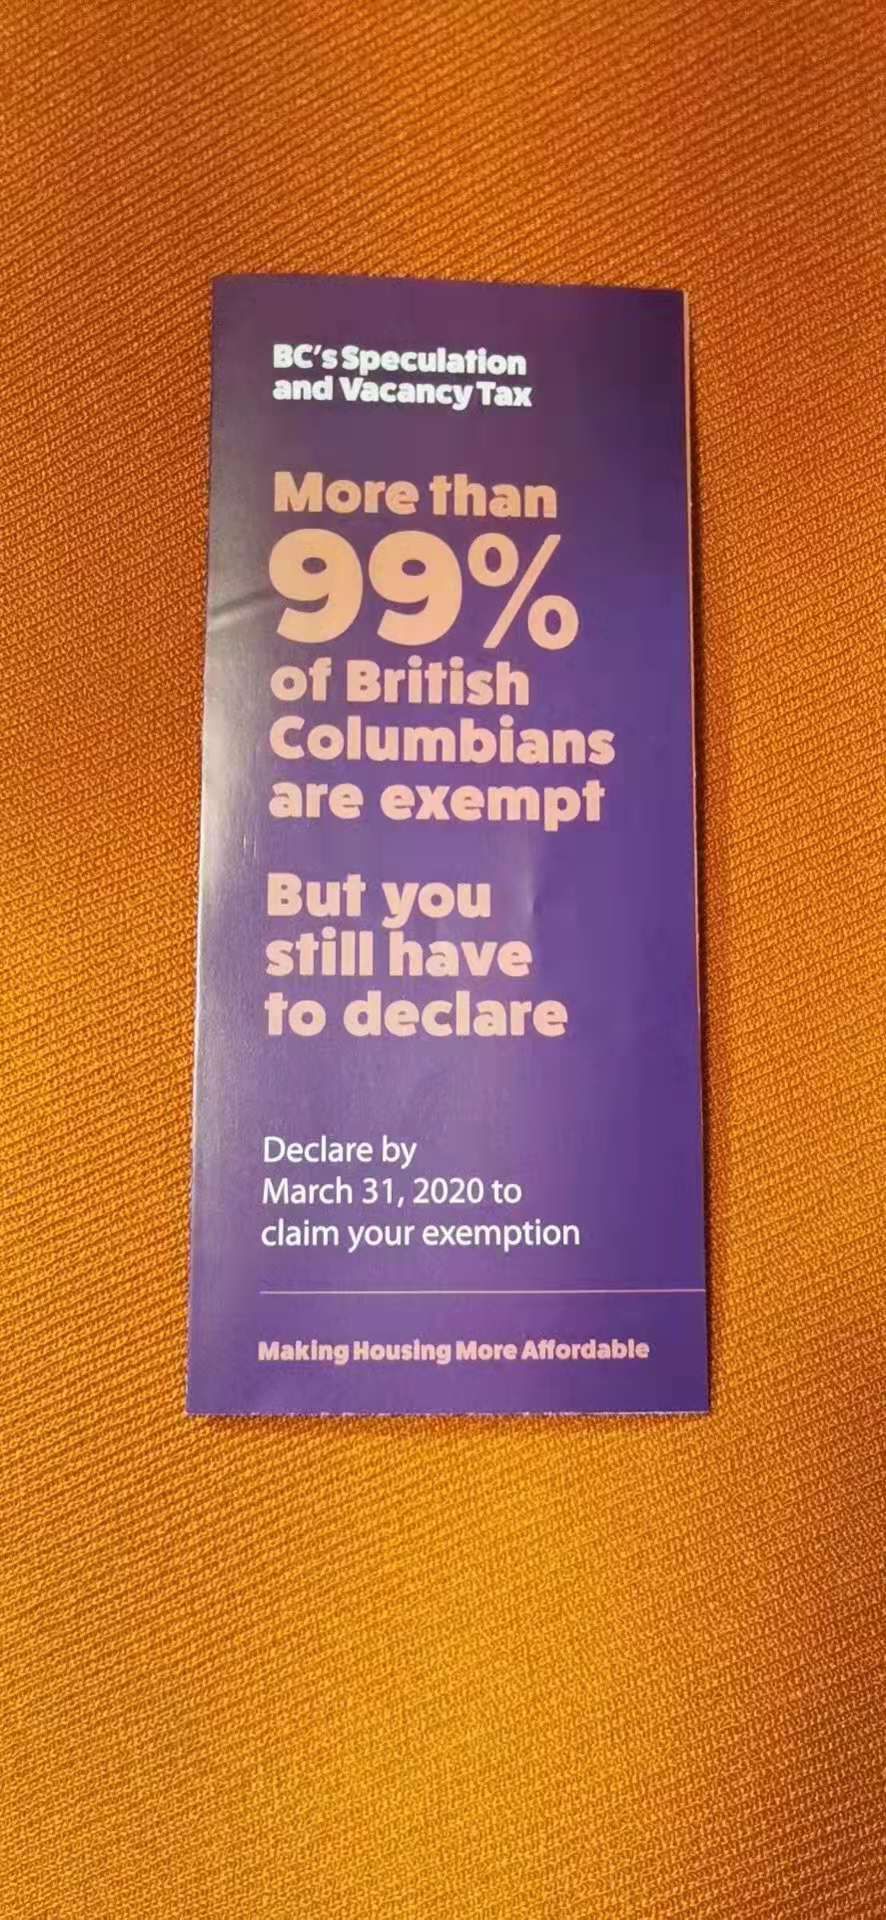 BC's Speculation
and Vacancy Tax
More than
99%
of British
Columbians
are exempt
But you
still have
to declare
Declare by
March 31, 2020 to
claim your exemption
Making Housing More Affordable